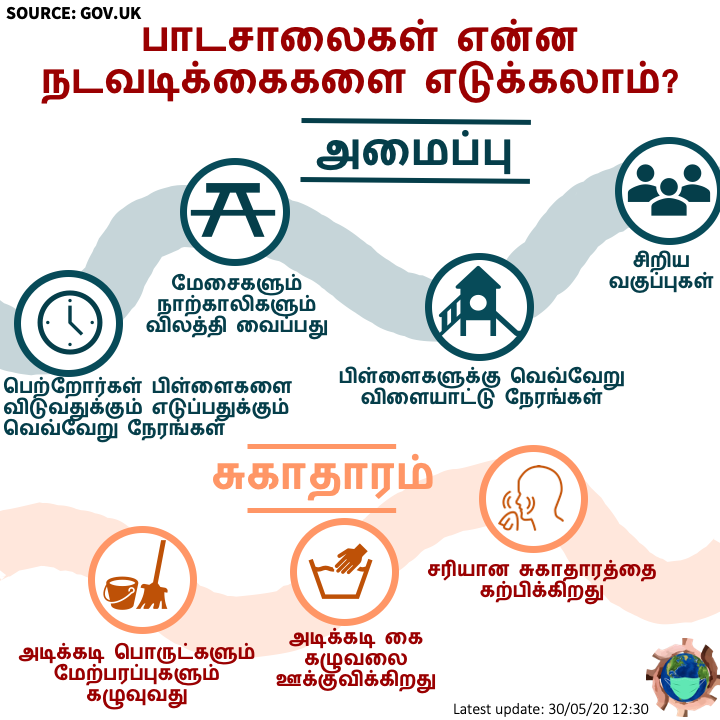 SOURCE: GOV.UK
பாடசாலைகள் என்ன
நடவடிக்கைகளை எடுக்கலாம்?
அமைப்பு
சிறிய
வகுப்புகள்
மேசைகளும்
நாற்காலிகளும்
விலத்தி வைப்பது
பிள்ளைகளுக்கு வெவ்வேறு
விளையாட்டு நேரங்கள்
பெற்றோர்கள் பிள்ளைகளை
விடுவதுக்கும் எடுப்பதுக்கும்
வெவ்வேறு நேரங்கள்
சுகாதாரம்
சரியான சுகாதாரத்தை
கற்பிக்கிறது
அடிக்கடி கை
கழுவலை
ஊக்குவிக்கிறது
அடிக்கடி பொருட்களும்
மேற்பரப்புகளும்
கழுவுவது
Latest update: 30/05/20 12:30